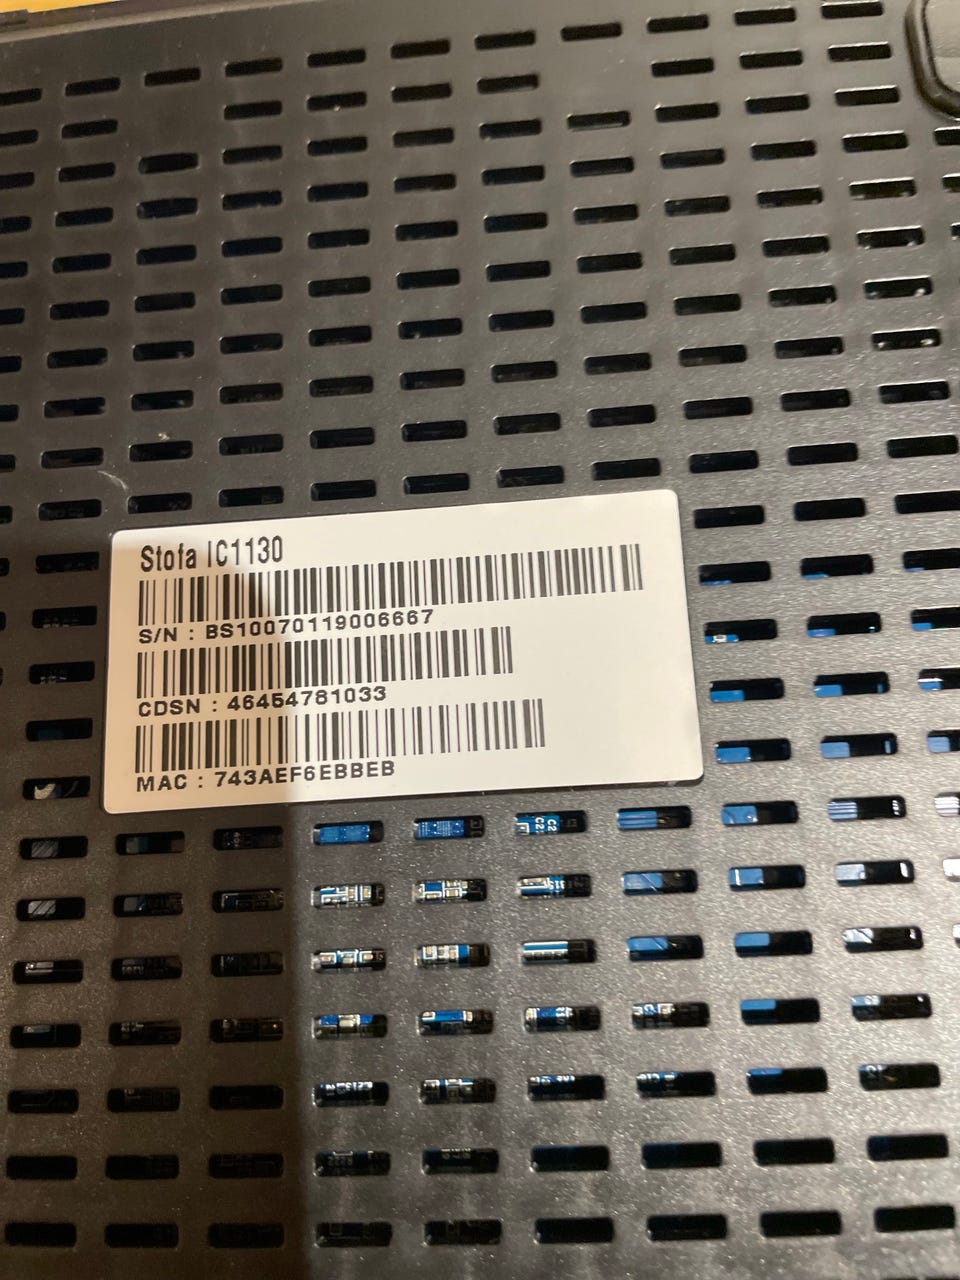 Stofa IC1130
S/N : BS10070119006667
CDSN : 46454781033
MAC : 743AEF6EBBEB